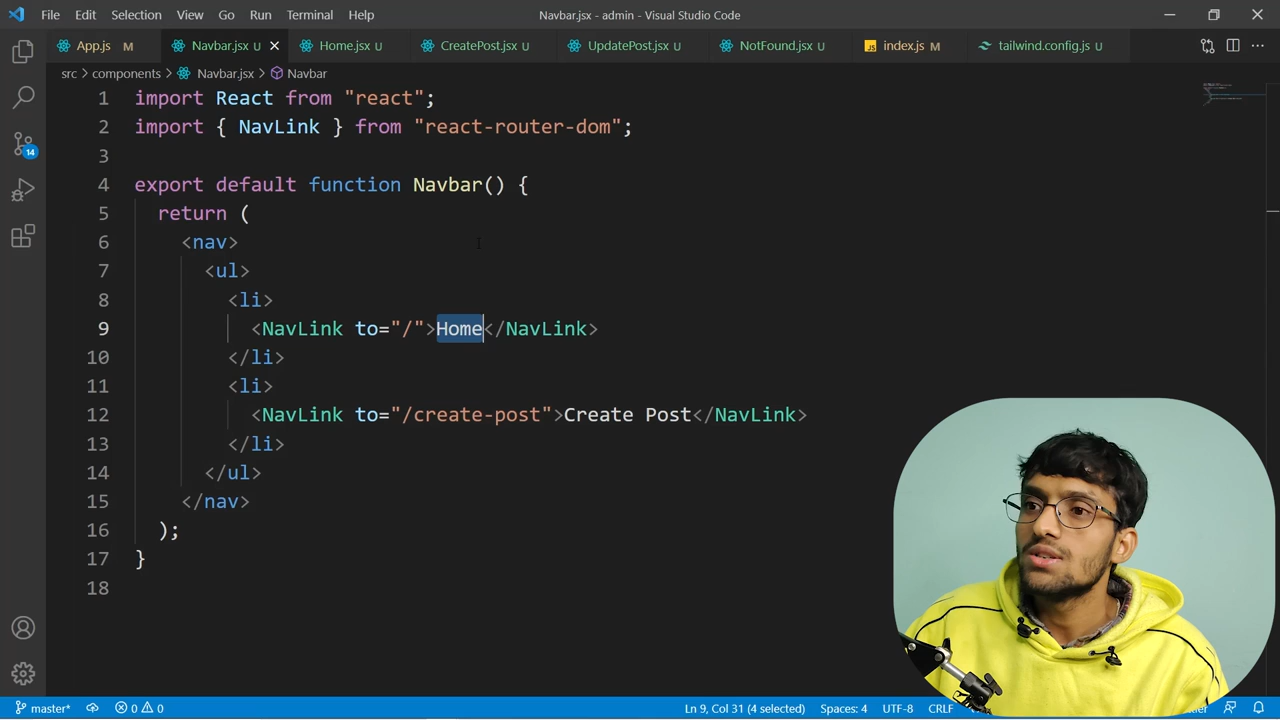 File Edit Selection View Go Run Terminal Help Navbar.jsx - admin - Visual Studio Code
App.js M Navbar.jsx U Home.jsx U CreatePost.jsx U UpdatePost.jsx U NotFound.jsx U JS index.js M tailwind.config.js U
src > components > Navbar.jsx > Navbar
1 import React from "react";
2 import { NavLink } from "react-router-dom";
3
4 export default function Navbar() {
5 return (
6 <nav>
7 <ul>
8 <li>
9 <NavLink to="/">Home</NavLink>
10 </li>
11 <li>
12 <NavLink to="/create-post">Create Post</NavLink>
13 </li>
14 </ul>
15 </nav>
16 );
17 }
18
14
master* 0 0 Ln 9, Col 31 (4 selected) Spaces: 4 UTF-8 CRLF